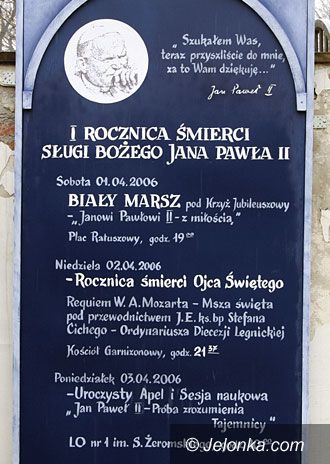 „Szukałem Was,
teraz przyszliście do mnie,
za to Wam dziękuję..."
Jan Paweł II
I ROCZNICA ŚMIERCI
SŁUGI BOŻEGO JANA PAWŁA II
Sobota 01.04.2006
BIAŁY MARSZ pod Krzyż Jubileuszowy
-„Janowi Pawłowi II - z miłością"
Plac Ratuszowy, godz. 19⁰⁰
Niedziela 02.04.2006
-Rocznica śmierci Ojca Świętego
Requiem W. A. Mozarta - Msza święta
pod przewodnictwem J.E. ks. bp Stefana
Cichego - Ordynariusza Diecezji Legnickiej
Kościół Garnizonowy, godz. 21³⁷
Poniedziałek 03.04.2006
-Uroczysty Apel i Sesja naukowa
„Jan Paweł II - Próba zrozumienia
Tajemnicy"
LO nr 1 im. S. Żeromskiego
© Jelonka.com